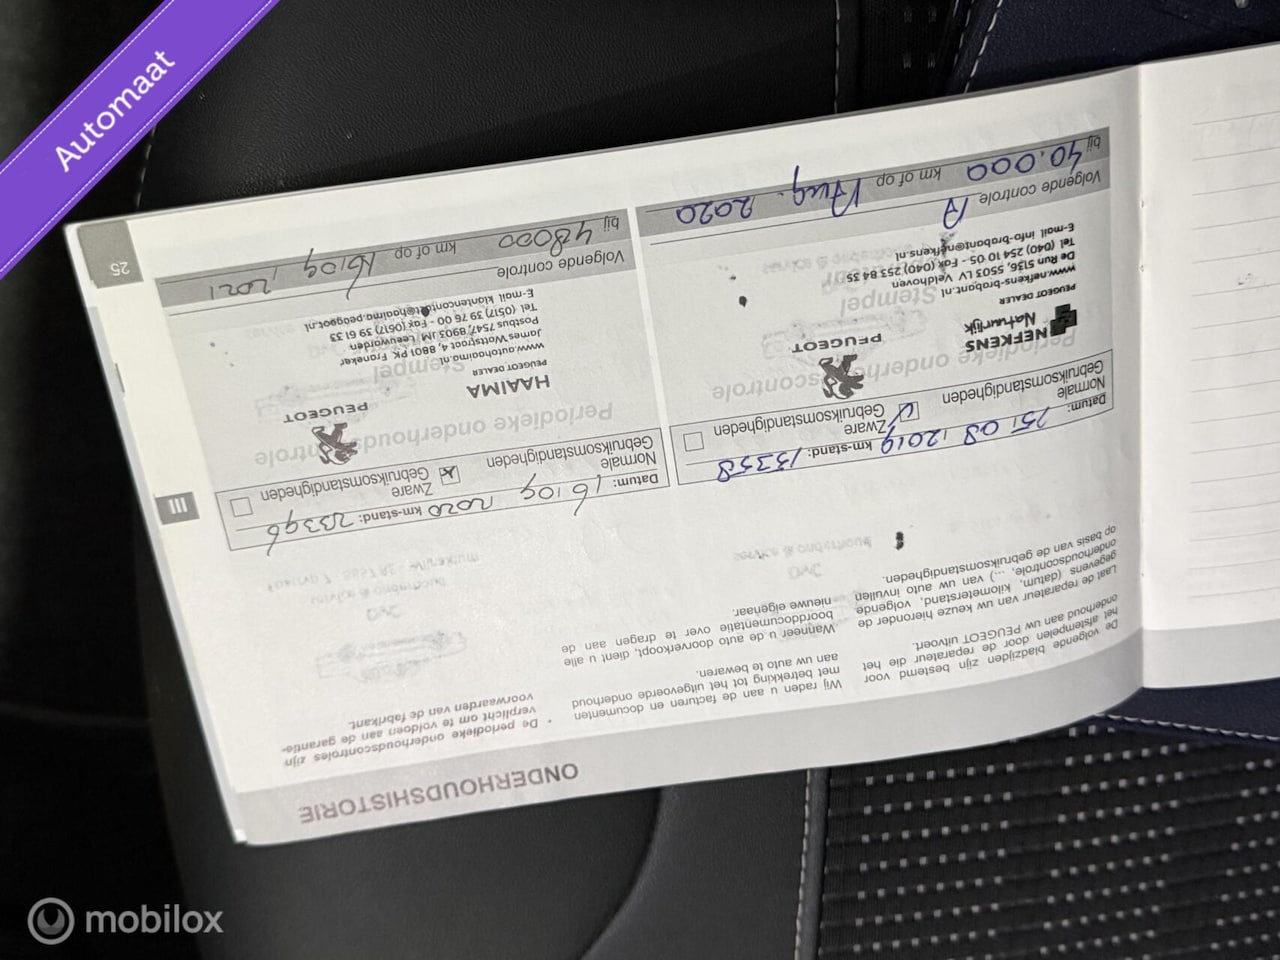 Automaat
ONDERHOUDSHISTORIE
De volgende bladzijden zijn bestemd voor
het afstempelen door de reparateur die het
onderhoud aan uw PEUGEOT uitvoert.
Laat de reparateur van uw keuze hieronder de
gegevens (datum, kilometerstand, volgende
onderhoudscontrole, ...) van uw auto invullen
op basis van de gebruiksomstandigheden.
Wij raden u aan de facturen en documenten
met betrekking tot het uitgevoerde onderhoud
aan uw auto te bewaren.
Wanneer u de auto doorverkoopt, dient u alle
boorddocumentatie over te dragen aan de
nieuwe eigenaar.
• De periodieke onderhoudscontroles zijn
verplicht om te voldoen aan de garantie-
voorwaarden van de fabrikant.
Datum: 15 / 08 / 2019 km-stand: 13358
Normale
Gebruiksomstandigheden
Zware
Gebruiksomstandigheden
Periodieke onderhoudscontrole
NEFKENS
Natuurlijk
PEUGEOT
PEUGEOT DEALER
Stempel
www.nefkens-brabant.nl
De Run 5136, 5503 LV Veldhoven
Tel (040) 254 10 05 - Fax (040) 253 84 35
E-mail info-brabant@nefkens.nl
Volgende controle A
bij 40.000 km of op Aug. 2020
Datum: 16 / 09 2020 km-stand: 23396
Normale
Gebruiksomstandigheden
Zware
Gebruiksomstandigheden
Periodieke onderhoudscontrole
HAAIMA
PEUGEOT
PEUGEOT DEALER
Stempel
www.autohaaima.nl
James Wattstraat 4, 8801 PK Franeker
Postbus 7547, 8903 JM Leeuwarden
Tel (0517) 39 76 00 - Fax (0517) 39 61 33
E-mail klantencontact@haaima-peugeot.nl
Volgende controle
bij 48000 km of op 16/09/2021
III
25
mobilox